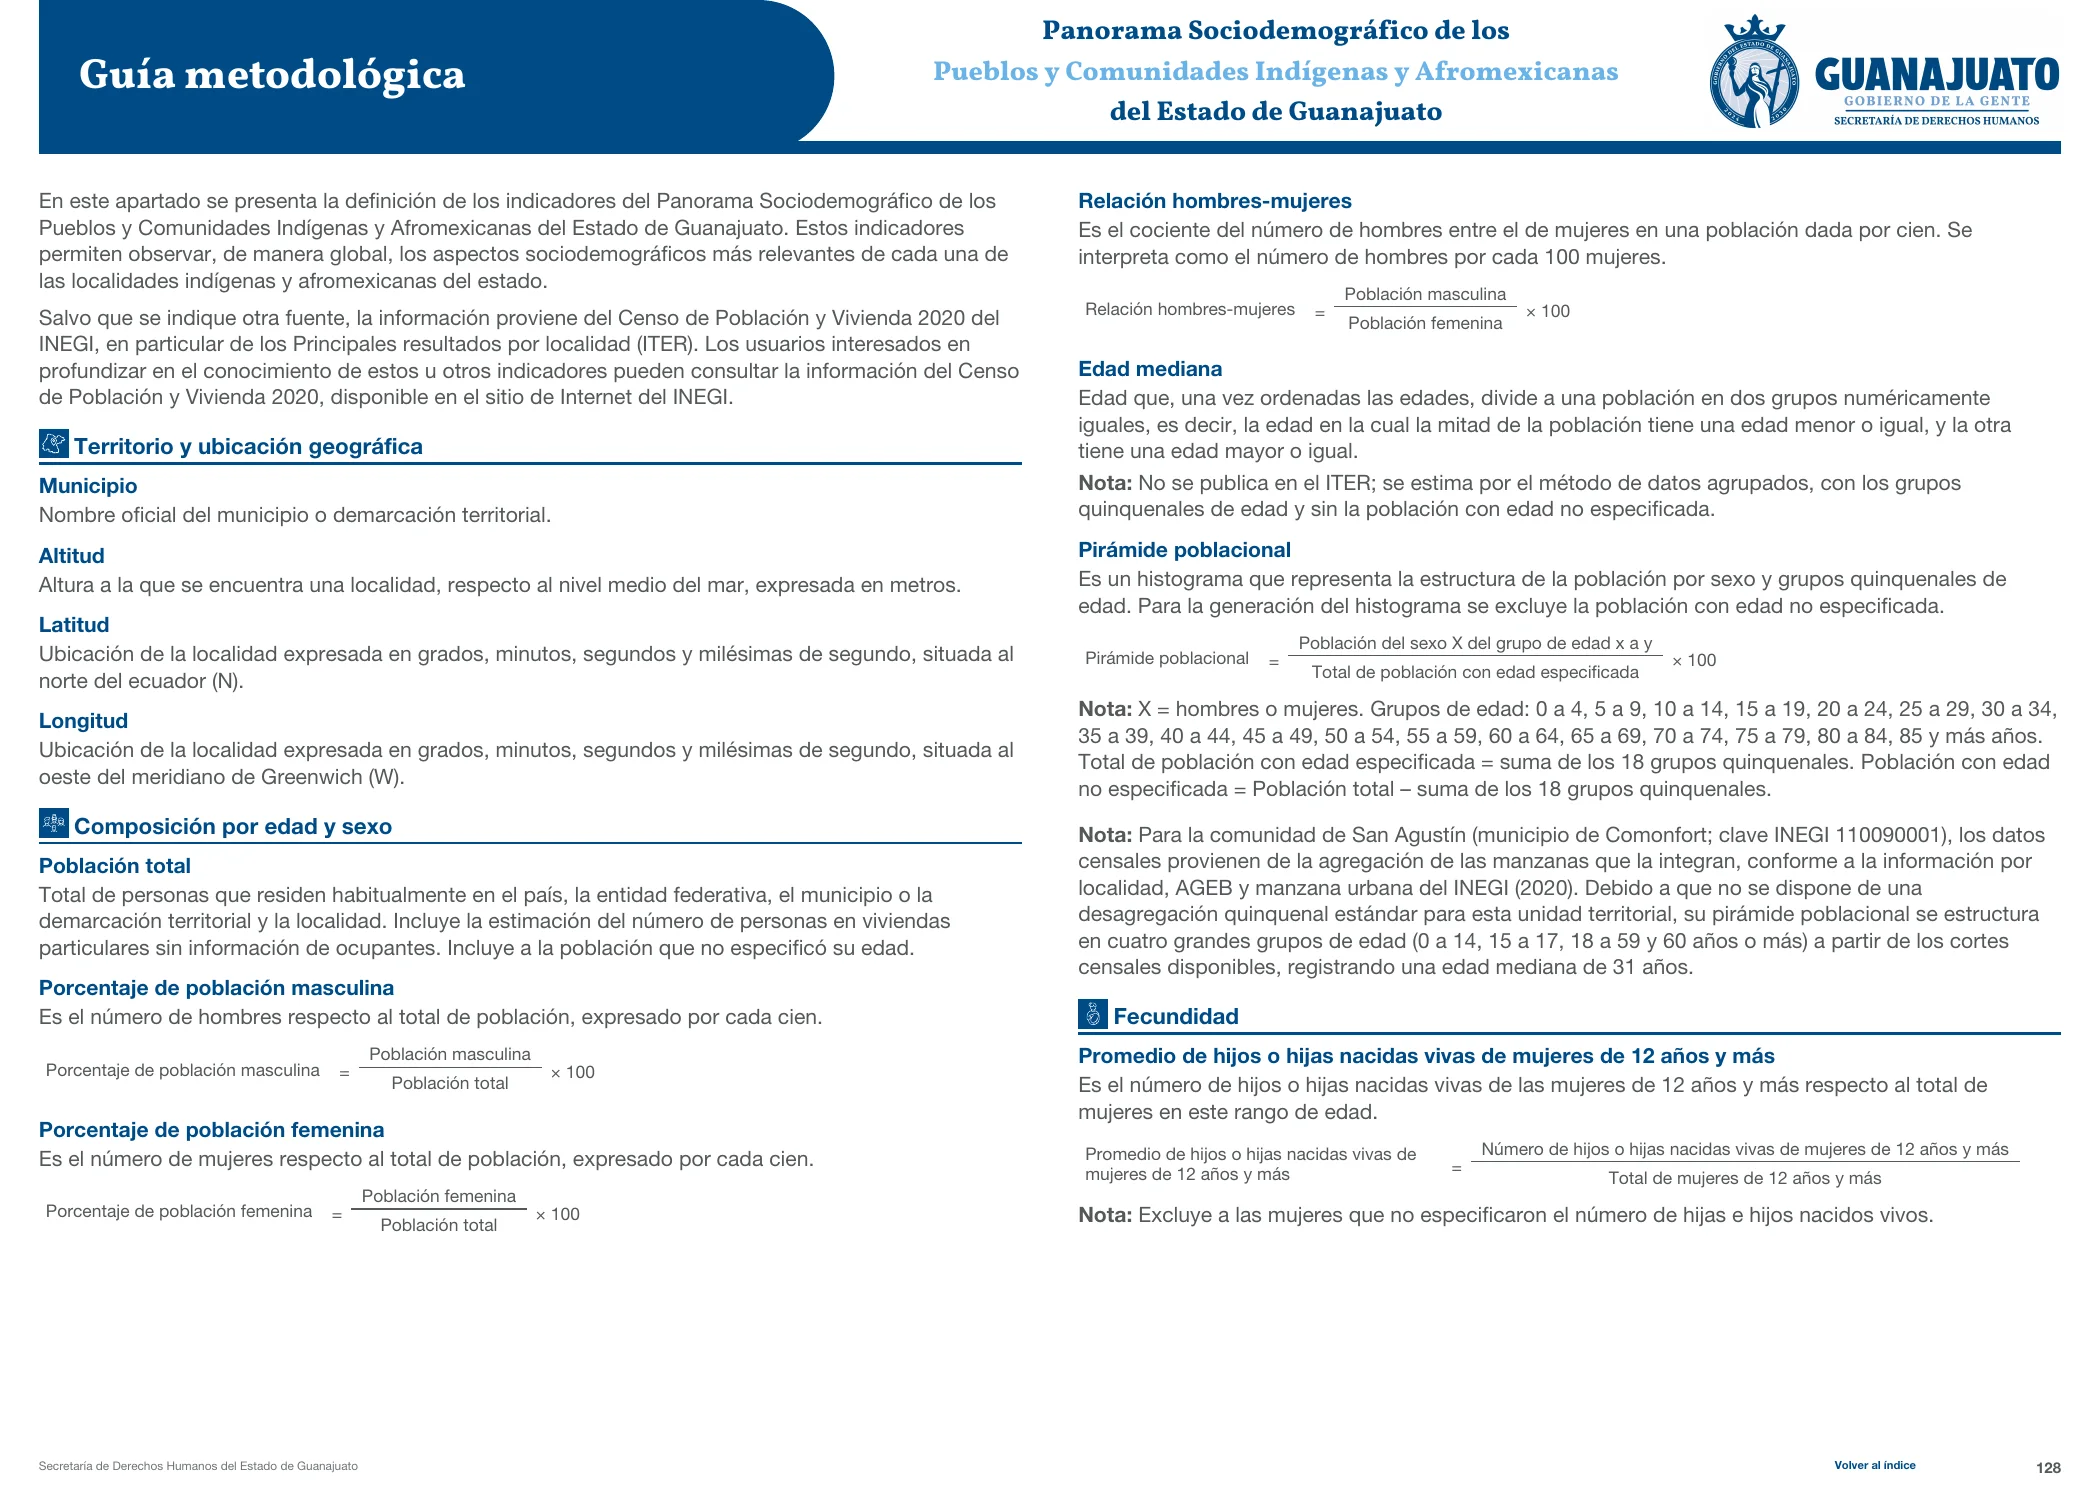 Guía metodológica
Panorama Sociodemográfico de los
Pueblos y Comunidades Indígenas y Afromexicanas
del Estado de Guanajuato
GUANAJUATO
GOBIERNO DE LA GENTE
SECRETARÍA DE DERECHOS HUMANOS
En este apartado se presenta la definición de los indicadores del Panorama Sociodemográfico de los
Pueblos y Comunidades Indígenas y Afromexicanas del Estado de Guanajuato. Estos indicadores
permiten observar, de manera global, los aspectos sociodemográficos más relevantes de cada una de
las localidades indígenas y afromexicanas del estado.
Salvo que se indique otra fuente, la información proviene del Censo de Población y Vivienda 2020 del
INEGI, en particular de los Principales resultados por localidad (ITER). Los usuarios interesados en
profundizar en el conocimiento de estos u otros indicadores pueden consultar la información del Censo
de Población y Vivienda 2020, disponible en el sitio de Internet del INEGI.
Territorio y ubicación geográfica
Municipio
Nombre oficial del municipio o demarcación territorial.
Altitud
Altura a la que se encuentra una localidad, respecto al nivel medio del mar, expresada en metros.
Latitud
Ubicación de la localidad expresada en grados, minutos, segundos y milésimas de segundo, situada al
norte del ecuador (N).
Longitud
Ubicación de la localidad expresada en grados, minutos, segundos y milésimas de segundo, situada al
oeste del meridiano de Greenwich (W).
Composición por edad y sexo
Población total
Total de personas que residen habitualmente en el país, la entidad federativa, el municipio o la
demarcación territorial y la localidad. Incluye la estimación del número de personas en viviendas
particulares sin información de ocupantes. Incluye a la población que no especificó su edad.
Porcentaje de población masculina
Es el número de hombres respecto al total de población, expresado por cada cien.
Población masculina
Porcentaje de población masculina = × 100
Población total
Porcentaje de población femenina
Es el número de mujeres respecto al total de población, expresado por cada cien.
Población femenina
Porcentaje de población femenina = × 100
Población total
Relación hombres-mujeres
Es el cociente del número de hombres entre el de mujeres en una población dada por cien. Se
interpreta como el número de hombres por cada 100 mujeres.
Población masculina
Relación hombres-mujeres = × 100
Población femenina
Edad mediana
Edad que, una vez ordenadas las edades, divide a una población en dos grupos numéricamente
iguales, es decir, la edad en la cual la mitad de la población tiene una edad menor o igual, y la otra
tiene una edad mayor o igual.
Nota: No se publica en el ITER; se estima por el método de datos agrupados, con los grupos
quinquenales de edad y sin la población con edad no especificada.
Pirámide poblacional
Es un histograma que representa la estructura de la población por sexo y grupos quinquenales de
edad. Para la generación del histograma se excluye la población con edad no especificada.
Población del sexo X del grupo de edad x a y
Pirámide poblacional = × 100
Total de población con edad especificada
Nota: X = hombres o mujeres. Grupos de edad: 0 a 4, 5 a 9, 10 a 14, 15 a 19, 20 a 24, 25 a 29, 30 a 34,
35 a 39, 40 a 44, 45 a 49, 50 a 54, 55 a 59, 60 a 64, 65 a 69, 70 a 74, 75 a 79, 80 a 84, 85 y más años.
Total de población con edad especificada = suma de los 18 grupos quinquenales. Población con edad
no especificada = Población total – suma de los 18 grupos quinquenales.
Nota: Para la comunidad de San Agustín (municipio de Comonfort; clave INEGI 110090001), los datos
censales provienen de la agregación de las manzanas que la integran, conforme a la información por
localidad, AGEB y manzana urbana del INEGI (2020). Debido a que no se dispone de una
desagregación quinquenal estándar para esta unidad territorial, su pirámide poblacional se estructura
en cuatro grandes grupos de edad (0 a 14, 15 a 17, 18 a 59 y 60 años o más) a partir de los cortes
censales disponibles, registrando una edad mediana de 31 años.
Fecundidad
Promedio de hijos o hijas nacidas vivas de mujeres de 12 años y más
Es el número de hijos o hijas nacidas vivas de las mujeres de 12 años y más respecto al total de
mujeres en este rango de edad.
Número de hijos o hijas nacidas vivas de mujeres de 12 años y más
Promedio de hijos o hijas nacidas vivas de
mujeres de 12 años y más =
Total de mujeres de 12 años y más
Nota: Excluye a las mujeres que no especificaron el número de hijas e hijos nacidos vivos.
Secretaría de Derechos Humanos del Estado de Guanajuato
Volver al índice
128